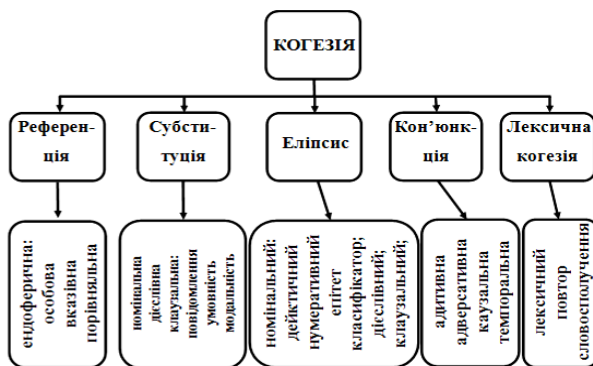 КОГЕЗІЯ
Референ-
ція
Субсти-
туція
Еліпсис
Кон’юнк-
ція
Лексична
когезія
ендоферична:
особова
вказівна
порівняльна
номінальна
дієслівна
клаузальна:
повідомлення
умовність
модальність
номінальний:
дейктичний
нумеративний
епітет
класифікатор;
дієслівний;
клаузальний;
адитивна
адверсативна
каузальна
темпоральна
лексичний
повтор
словосполучення